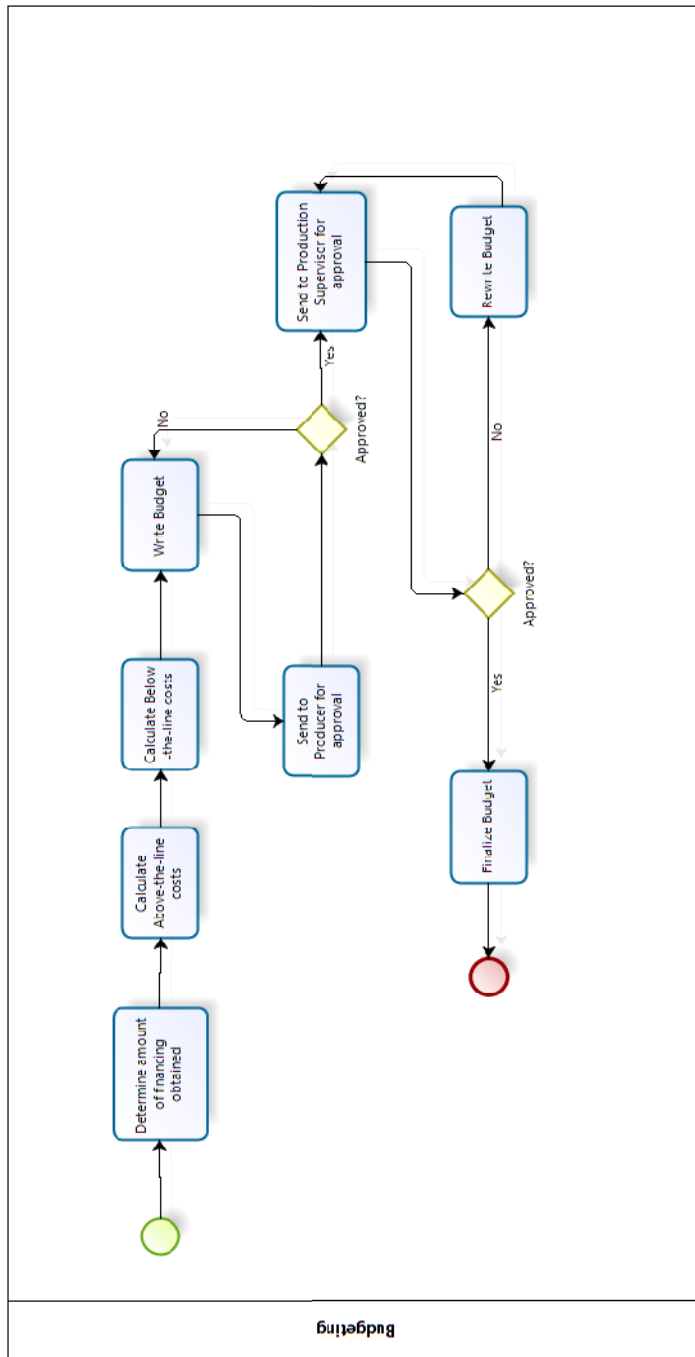 Budgeting
Determine amount
of financing
obtained
Calculate
Above-the-line
costs
Calculate Below
-the-line costs
Write Budget
Send to
Producer for
approval
Approved?
No
Yes
Send to Production
Supervisor for
approval
Approved?
No
Rewrite Budget
Yes
Finalize Budget